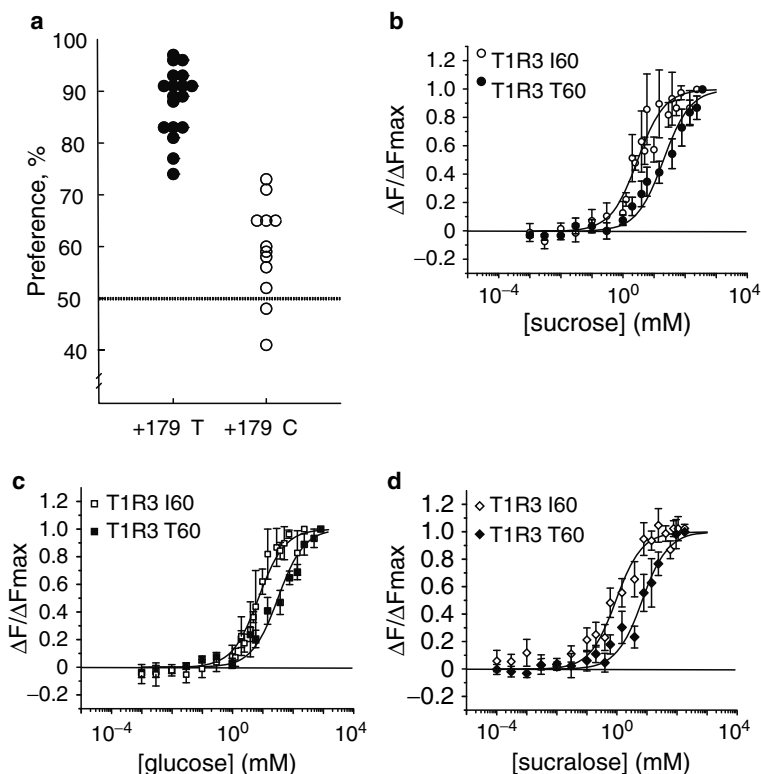 a
100
90
80
70
60
50
40
Preference, %
+179 T +179 C
b
T1R3 I60
T1R3 T60
1.2
1.0
0.8
0.6
0.4
0.2
0
−0.2
ΔF/ΔFmax
10⁻⁴ 10⁰ 10⁴
[sucrose] (mM)
c
T1R3 I60
T1R3 T60
1.2
1.0
0.8
0.6
0.4
0.2
0
−0.2
ΔF/ΔFmax
10⁻⁴ 10⁰ 10⁴
[glucose] (mM)
d
T1R3 I60
T1R3 T60
1.2
1.0
0.8
0.6
0.4
0.2
0
−0.2
ΔF/ΔFmax
10⁻⁴ 10⁰ 10⁴
[sucralose] (mM)